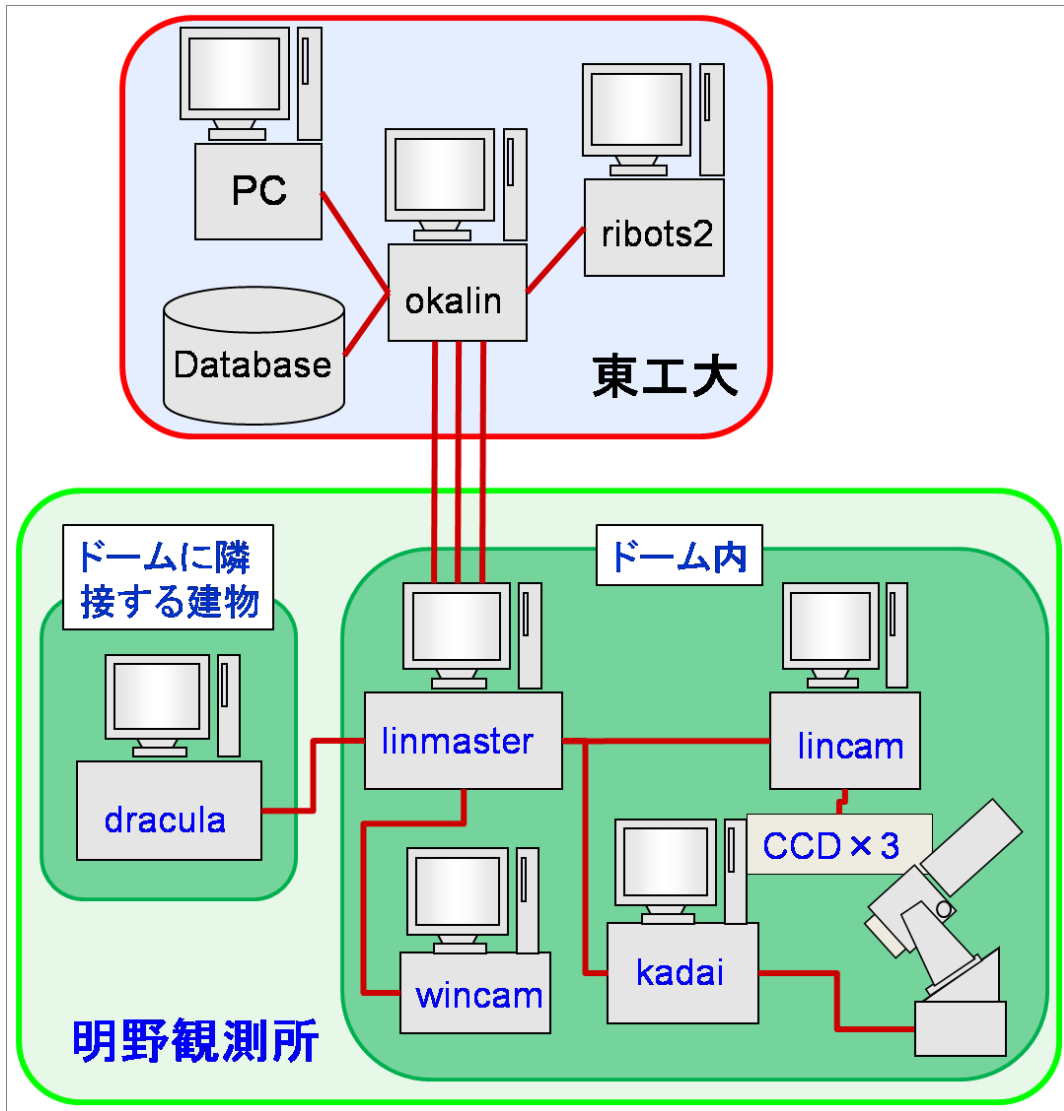 PC
ribots2
okalin
Database
東工大
ドームに隣
接する建物
ドーム内
linmaster
lincam
dracula
CCD×3
kadai
wincam
明野観測所